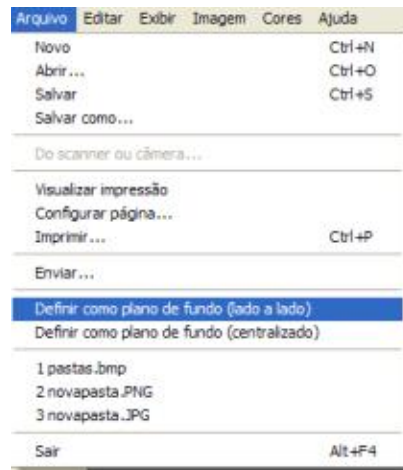 Arquivo Editar Exibir Imagem Cores Ajuda
Novo Ctrl+N
Abrir... Ctrl+O
Salvar Ctrl+S
Salvar como...
Do scanner ou câmera...
Visualizar impressão
Configurar página...
Imprimir... Ctrl+P
Enviar...
Definir como plano de fundo (lado a lado)
Definir como plano de fundo (centralizado)
1 pastas.bmp
2 novapasta.PNG
3 novapasta.JPG
Sair Alt+F4